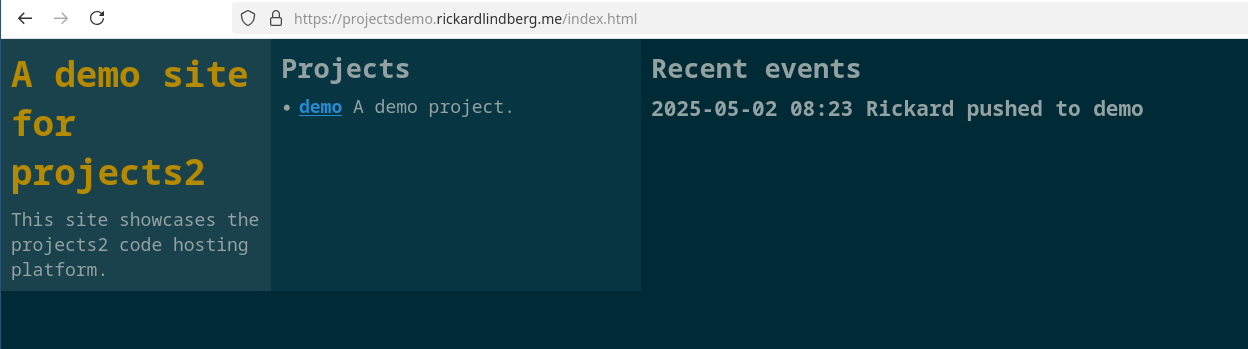 https://projectsdemo.rickardlindberg.me/index.html
A demo site
for
projects2
This site showcases the
projects2 code hosting
platform.
Projects
• demo A demo project.
Recent events
2025-05-02 08:23 Rickard pushed to demo